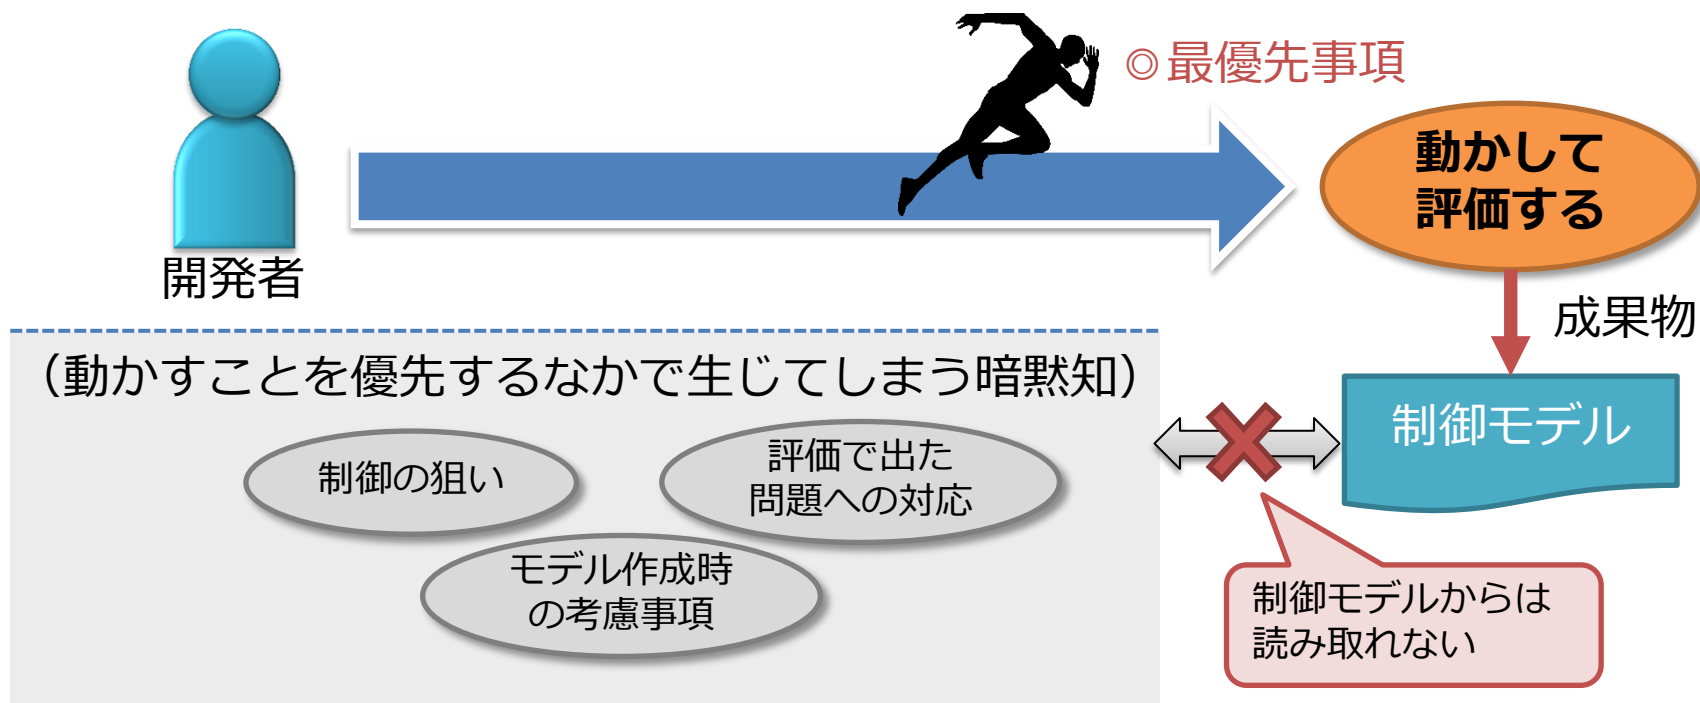 ◎最優先事項
動かして
評価する
開発者
成果物
（動かすことを優先するなかで生じてしまう暗黙知）
制御モデル
制御の狙い
評価で出た
問題への対応
モデル作成時
の考慮事項
制御モデルからは
読み取れない